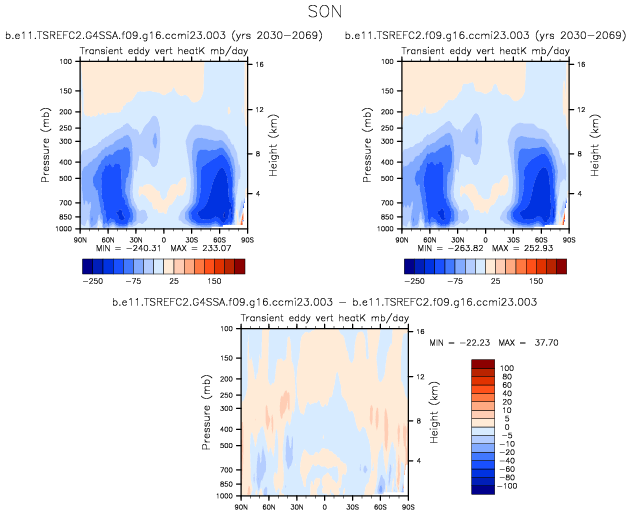 SON
b.e11.TSREFC2.G4SSA.f09.g16.ccmi23.003 (yrs 2030-2069)
b.e11.TSREFC2.f09.g16.ccmi23.003 (yrs 2030-2069)
Transient eddy vert heatK mb/day
Transient eddy vert heatK mb/day
Pressure (mb)
100
150
200
250
300
400
500
700
850
1000
16
12
8
4
Height (km)
90N 60N 30N 0 30S 60S 90S
MIN = -240.31 MAX = 233.07
-250 -75 25 150
Pressure (mb)
100
150
200
250
300
400
500
700
850
1000
16
12
8
4
Height (km)
90N 60N 30N 0 30S 60S 90S
MIN = -263.82 MAX = 252.93
-250 -75 25 150
b.e11.TSREFC2.G4SSA.f09.g16.ccmi23.003 - b.e11.TSREFC2.f09.g16.ccmi23.003
Transient eddy vert heatK mb/day
Pressure (mb)
100
150
200
250
300
400
500
700
850
1000
16
12
8
4
Height (km)
90N 60N 30N 0 30S 60S 90S
MIN = -22.23 MAX = 37.70
100
80
60
40
20
10
5
0
-5
-10
-20
-40
-60
-80
-100